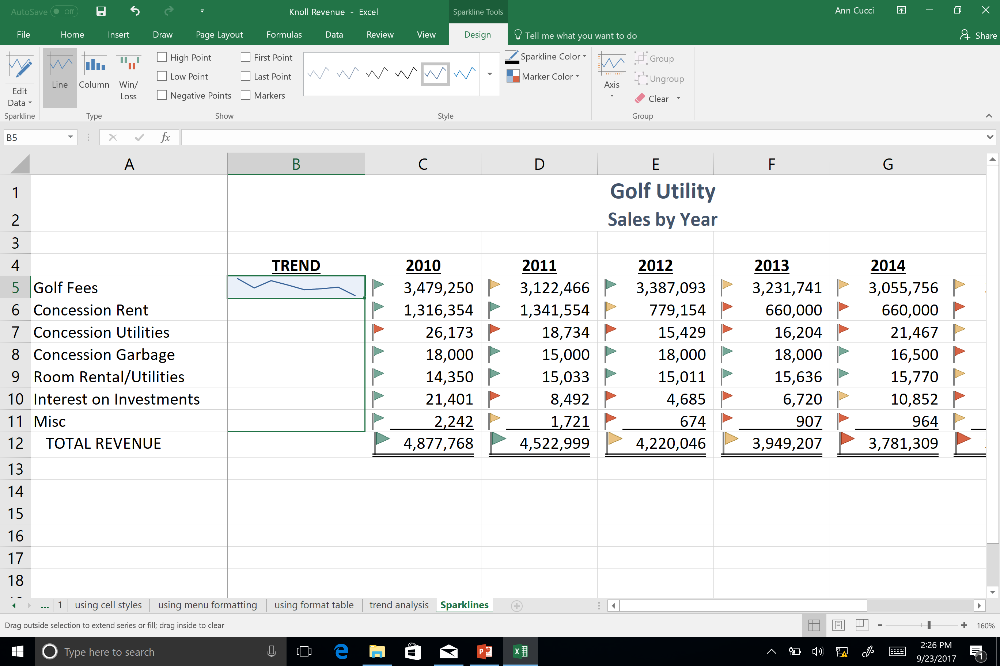 AutoSave Off Knoll Revenue - Excel Sparkline Tools Ann Cucci
File Home Insert Draw Page Layout Formulas Data Review View Design Tell me what you want to do Share
Edit Data
Line
Column
Win/
Loss
High Point
Low Point
Negative Points
First Point
Last Point
Markers
Sparkline Color
Marker Color
Axis
Group
Ungroup
Clear
Sparkline Type Show Style Group
B5 fx
A B C D E F G
1 Golf Utility
2 Sales by Year
3
4 TREND 2010 2011 2012 2013 2014
5 Golf Fees 3,479,250 3,122,466 3,387,093 3,231,741 3,055,756
6 Concession Rent 1,316,354 1,341,554 779,154 660,000 660,000
7 Concession Utilities 26,173 18,734 15,429 16,204 21,467
8 Concession Garbage 18,000 15,000 18,000 18,000 16,500
9 Room Rental/Utilities 14,350 15,033 15,011 15,636 15,770
10 Interest on Investments 21,401 8,492 4,685 6,720 10,852
11 Misc 2,242 1,721 674 907 964
12 TOTAL REVENUE 4,877,768 4,522,999 4,220,046 3,949,207 3,781,309
13
14
15
16
17
18
... 1 using cell styles using menu formatting using format table trend analysis Sparklines
Drag outside selection to extend series or fill; drag inside to clear 160%
Type here to search 2:26 PM
9/23/2017 1